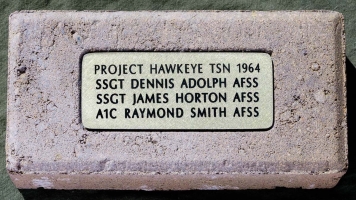 PROJECT HAWKEYE TSN 1964
SSGT DENNIS ADOLPH AFSS
SSGT JAMES HORTON AFSS
A1C RAYMOND SMITH AFSS